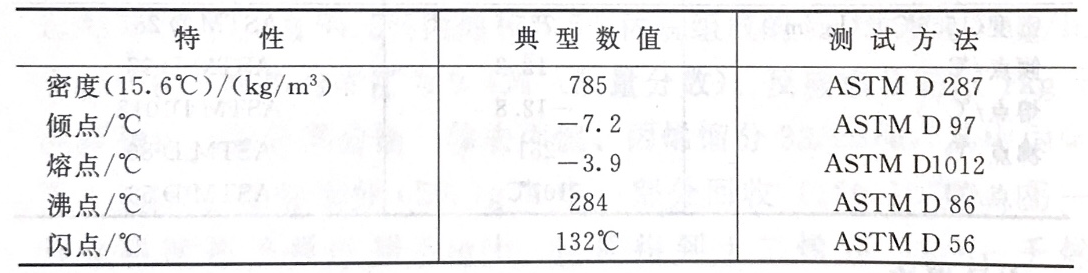 特性 典型数值 测试方法
密度(15.6℃)/(kg/m³) 785 ASTM D 287
倾点/℃ −7.2 ASTM D 97
熔点/℃ −3.9 ASTM D1012
沸点/℃ 284 ASTM D 86
闪点/℃ 132℃ ASTM D 56